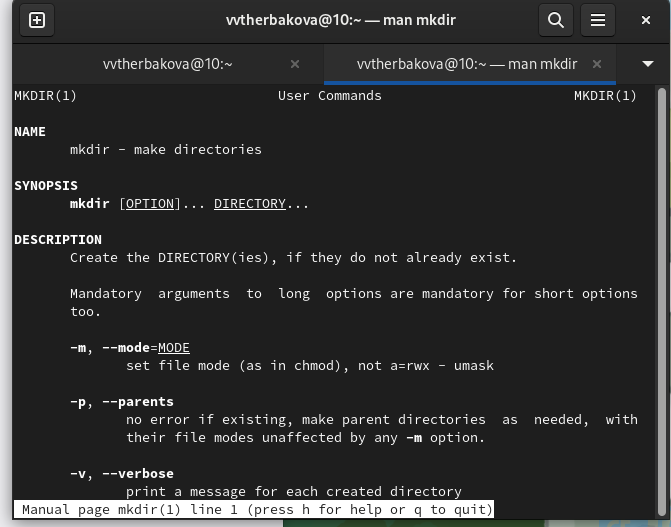 vvtherbakova@10:~ — man mkdir
vvtherbakova@10:~
vvtherbakova@10:~ — man mkdir
MKDIR(1) User Commands MKDIR(1)
NAME
mkdir - make directories
SYNOPSIS
mkdir [OPTION]... DIRECTORY...
DESCRIPTION
Create the DIRECTORY(ies), if they do not already exist.
Mandatory arguments to long options are mandatory for short options
too.
-m, --mode=MODE
set file mode (as in chmod), not a=rwx - umask
-p, --parents
no error if existing, make parent directories as needed, with
their file modes unaffected by any -m option.
-v, --verbose
print a message for each created directory
Manual page mkdir(1) line 1 (press h for help or q to quit)